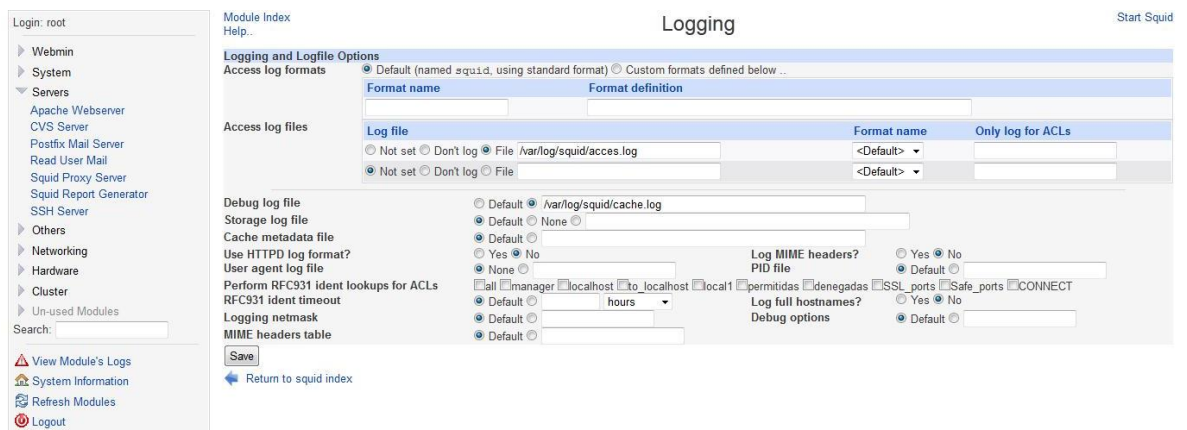 Login: root
Webmin
System
Servers
Apache Webserver
CVS Server
Postfix Mail Server
Read User Mail
Squid Proxy Server
Squid Report Generator
SSH Server
Others
Networking
Hardware
Cluster
Un-used Modules
Search:
View Module's Logs
System Information
Refresh Modules
Logout
Module Index
Help..
Logging
Start Squid
Logging and Logfile Options
Access log formats Default (named squid, using standard format) Custom formats defined below ..
Format name Format definition
Access log files
Log file Format name Only log for ACLs
Not set Don't log File /var/log/squid/acces.log <Default>
Not set Don't log File <Default>
Debug log file Default /var/log/squid/cache.log
Storage log file Default None
Cache metadata file Default
Use HTTPD log format? Yes No Log MIME headers? Yes No
User agent log file None PID file Default
Perform RFC931 ident lookups for ACLs all manager localhost to_localhost local1 permitidas denegadas SSL_ports Safe_ports CONNECT
RFC931 ident timeout Default hours Log full hostnames? Yes No
Logging netmask Default Debug options Default
MIME headers table Default
Save
Return to squid index